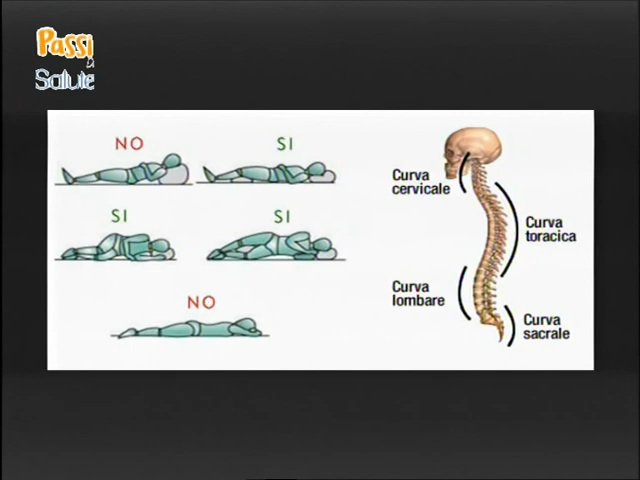 Passi
Di
Salute
NO
SI
SI
SI
NO
Curva
cervicale
Curva
toracica
Curva
lombare
Curva
sacrale